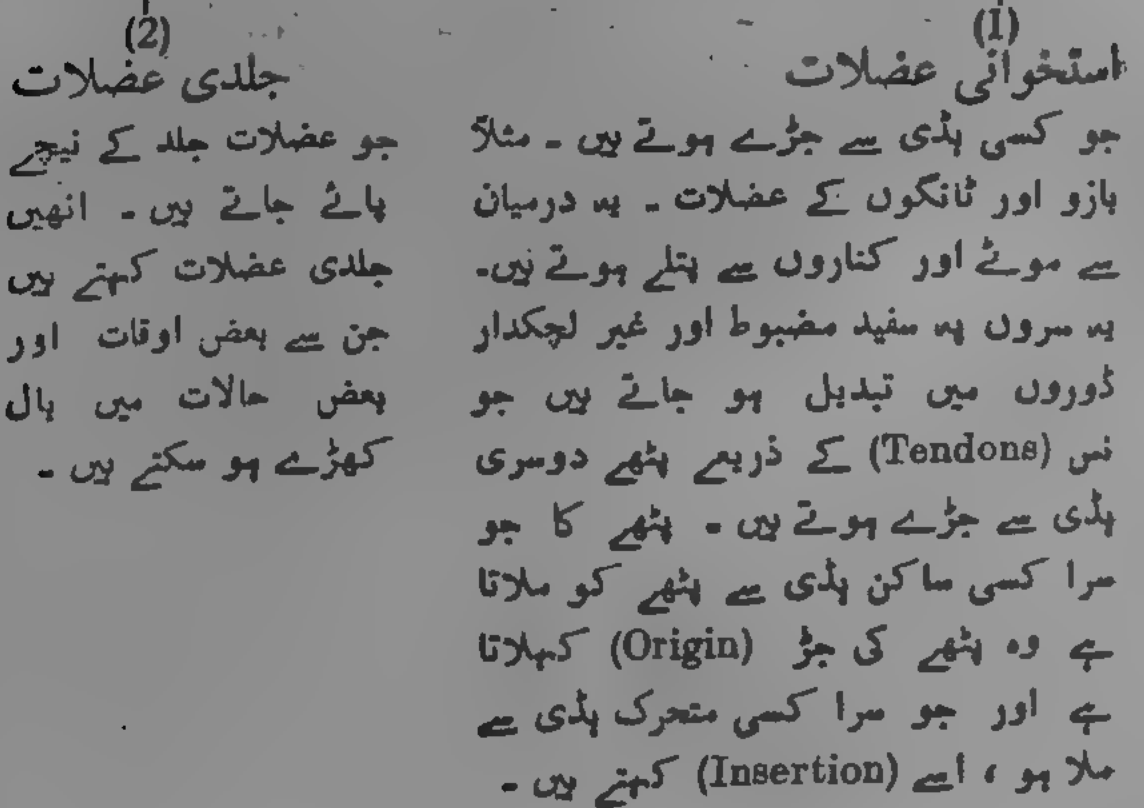 (1)
استخوانی عضلات
جو کسی ہڈی سے جڑے ہوتے ہیں ۔ مثلاً
بازو اور ٹانگوں کے عضلات ۔ یہ درمیان
سے موٹے اور کناروں سے پتلے ہوتے ہیں۔
یہ سروں پہ سفید مضبوط اور غیر لچکدار
ڈوروں میں تبدیل ہو جاتے ہیں جو
نس (Tendons) کے ذریعے پٹھے دوسری
ہڈی سے جڑے ہوتے ہیں ۔ پٹھے کا جو
سرا کسی ساکن ہڈی سے پٹھے کو ملاتا
ہے وہ پٹھے کی جڑ (Origin) کہلاتا
ہے اور جو سرا کسی متحرک ہڈی سے
ملا ہو ، اسے (Insertion) کہتے ہیں ۔
(2)
جلدی عضلات
جو عضلات جلد کے نیچے
پائے جاتے ہیں ۔ انھیں
جلدی عضلات کہتے ہیں
جن سے بعض اوقات اور
بعض حالات میں بال
کھڑے ہو سکتے ہیں ۔